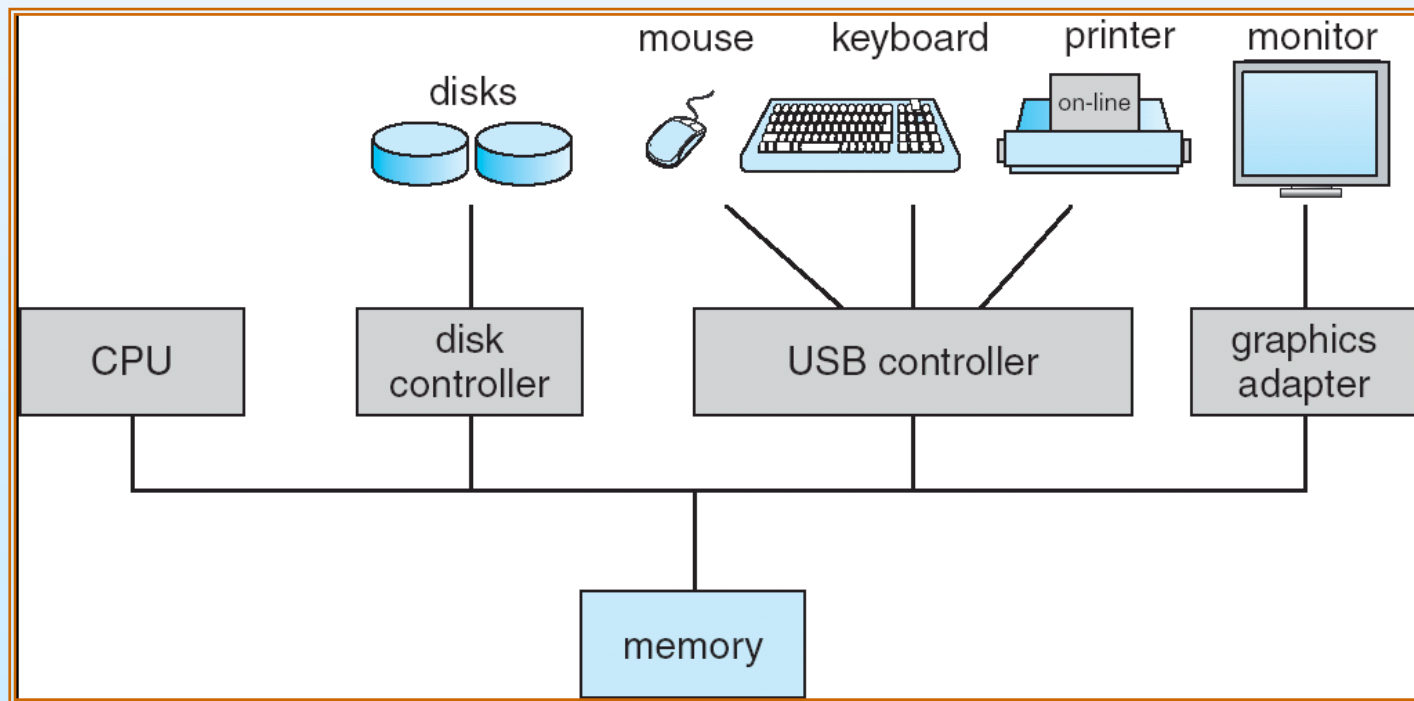 mouse
keyboard
printer
monitor
disks
on-line
CPU
disk
controller
USB controller
graphics
adapter
memory